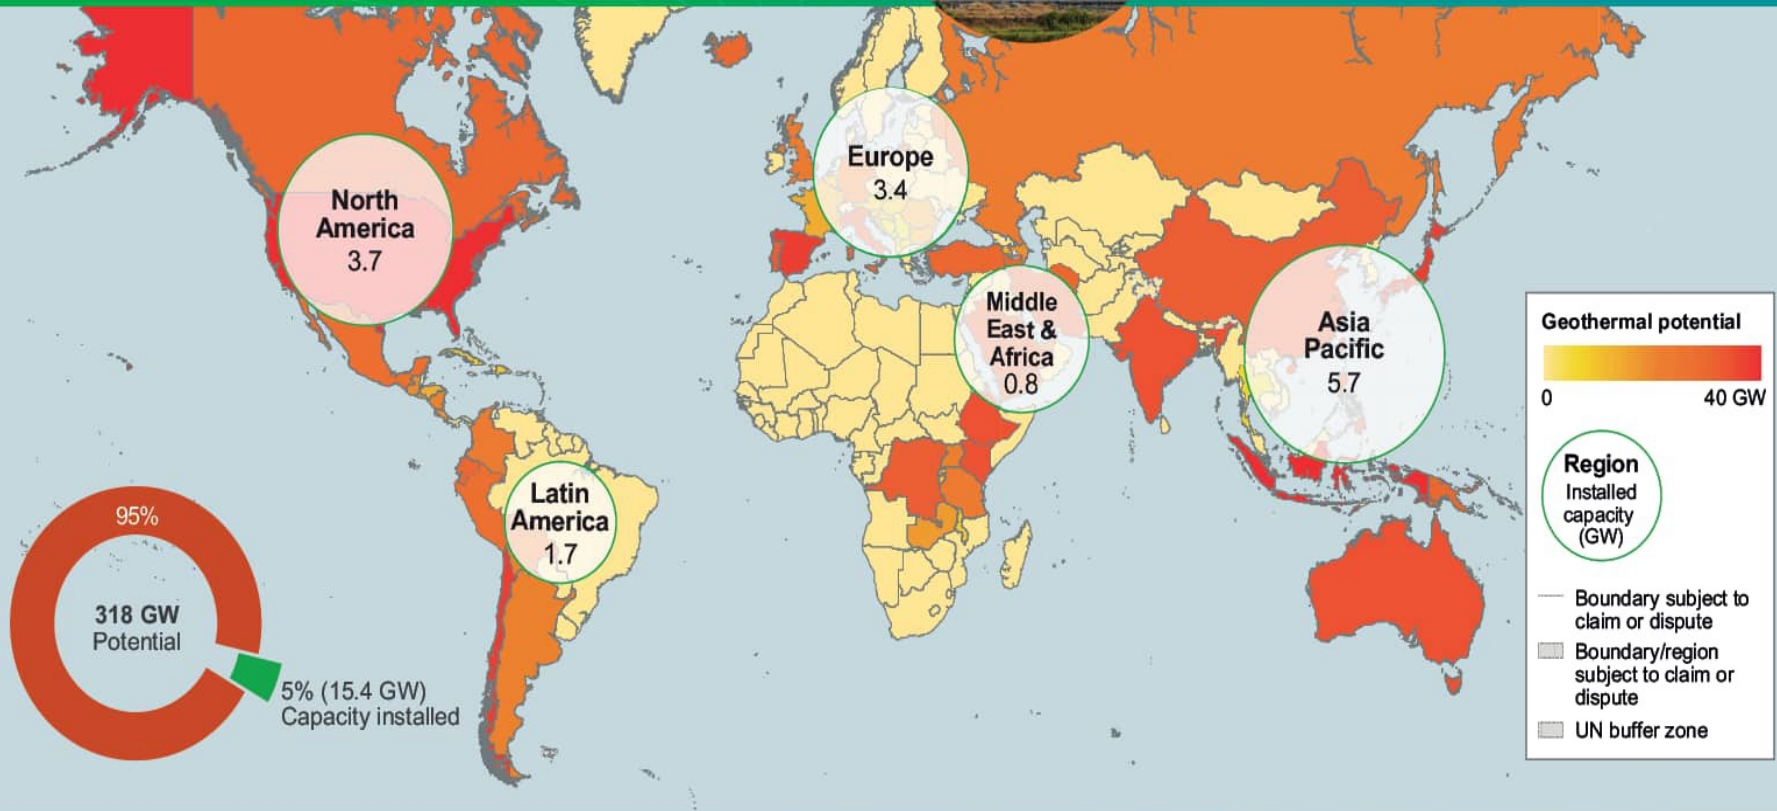 North
America
3.7
Europe
3.4
Middle
East &
Africa
0.8
Asia
Pacific
5.7
Latin
America
1.7
95%
318 GW
Potential
5% (15.4 GW)
Capacity installed
Geothermal potential
0 40 GW
Region
Installed
capacity
(GW)
Boundary subject to
claim or dispute
Boundary/region
subject to claim or
dispute
UN buffer zone